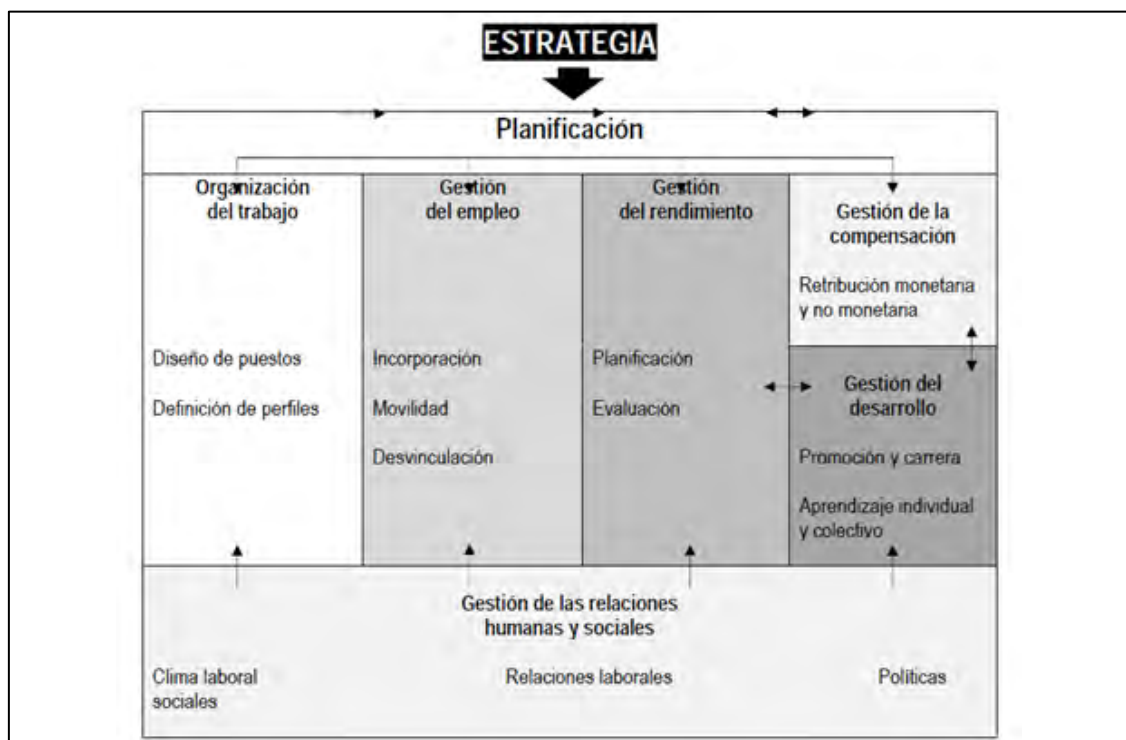 ESTRATEGIA
Planificación
Organización
del trabajo
Diseño de puestos
Definición de perfiles
Gestión
del empleo
Incorporación
Movilidad
Desvinculación
Gestión
del rendimiento
Planificación
Evaluación
Gestión de la
compensación
Retribución monetaria
y no monetaria
Gestión del
desarrollo
Promoción y carrera
Aprendizaje individual
y colectivo
Gestión de las relaciones
humanas y sociales
Clima laboral
sociales
Relaciones laborales
Políticas